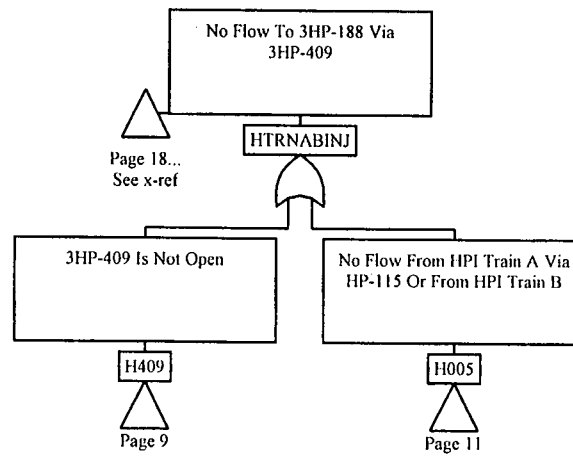 No Flow To 3HP-188 Via
3HP-409
HTRNABINJ
Page 18...
See x-ref
3HP-409 Is Not Open
No Flow From HPI Train A Via
HP-115 Or From HPI Train B
H409
H005
Page 9
Page 11